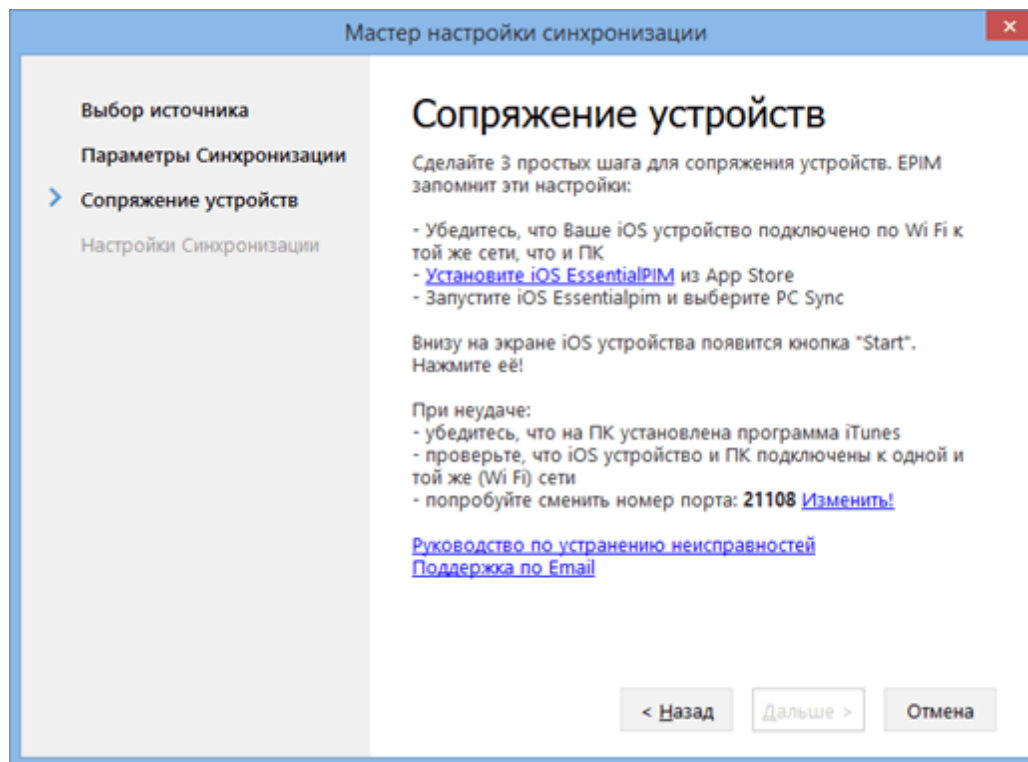 Мастер настройки синхронизации
Выбор источника
Параметры Синхронизации
Сопряжение устройств
Настройки Синхронизации
Сопряжение устройств
Сделайте 3 простых шага для сопряжения устройств. EPIM
запомнит эти настройки:
- Убедитесь, что Ваше iOS устройство подключено по Wi Fi к
той же сети, что и ПК
- Установите iOS EssentialPIM из App Store
- Запустите iOS Essentialpim и выберите PC Sync
Внизу на экране iOS устройства появится кнопка "Start".
Нажмите её!
При неудаче:
- убедитесь, что на ПК установлена программа iTunes
- проверьте, что iOS устройство и ПК подключены к одной и
той же (Wi Fi) сети
- попробуйте сменить номер порта: 21108 Изменить!
Руководство по устранению неисправностей
Поддержка по Email
< Назад
Дальше >
Отмена